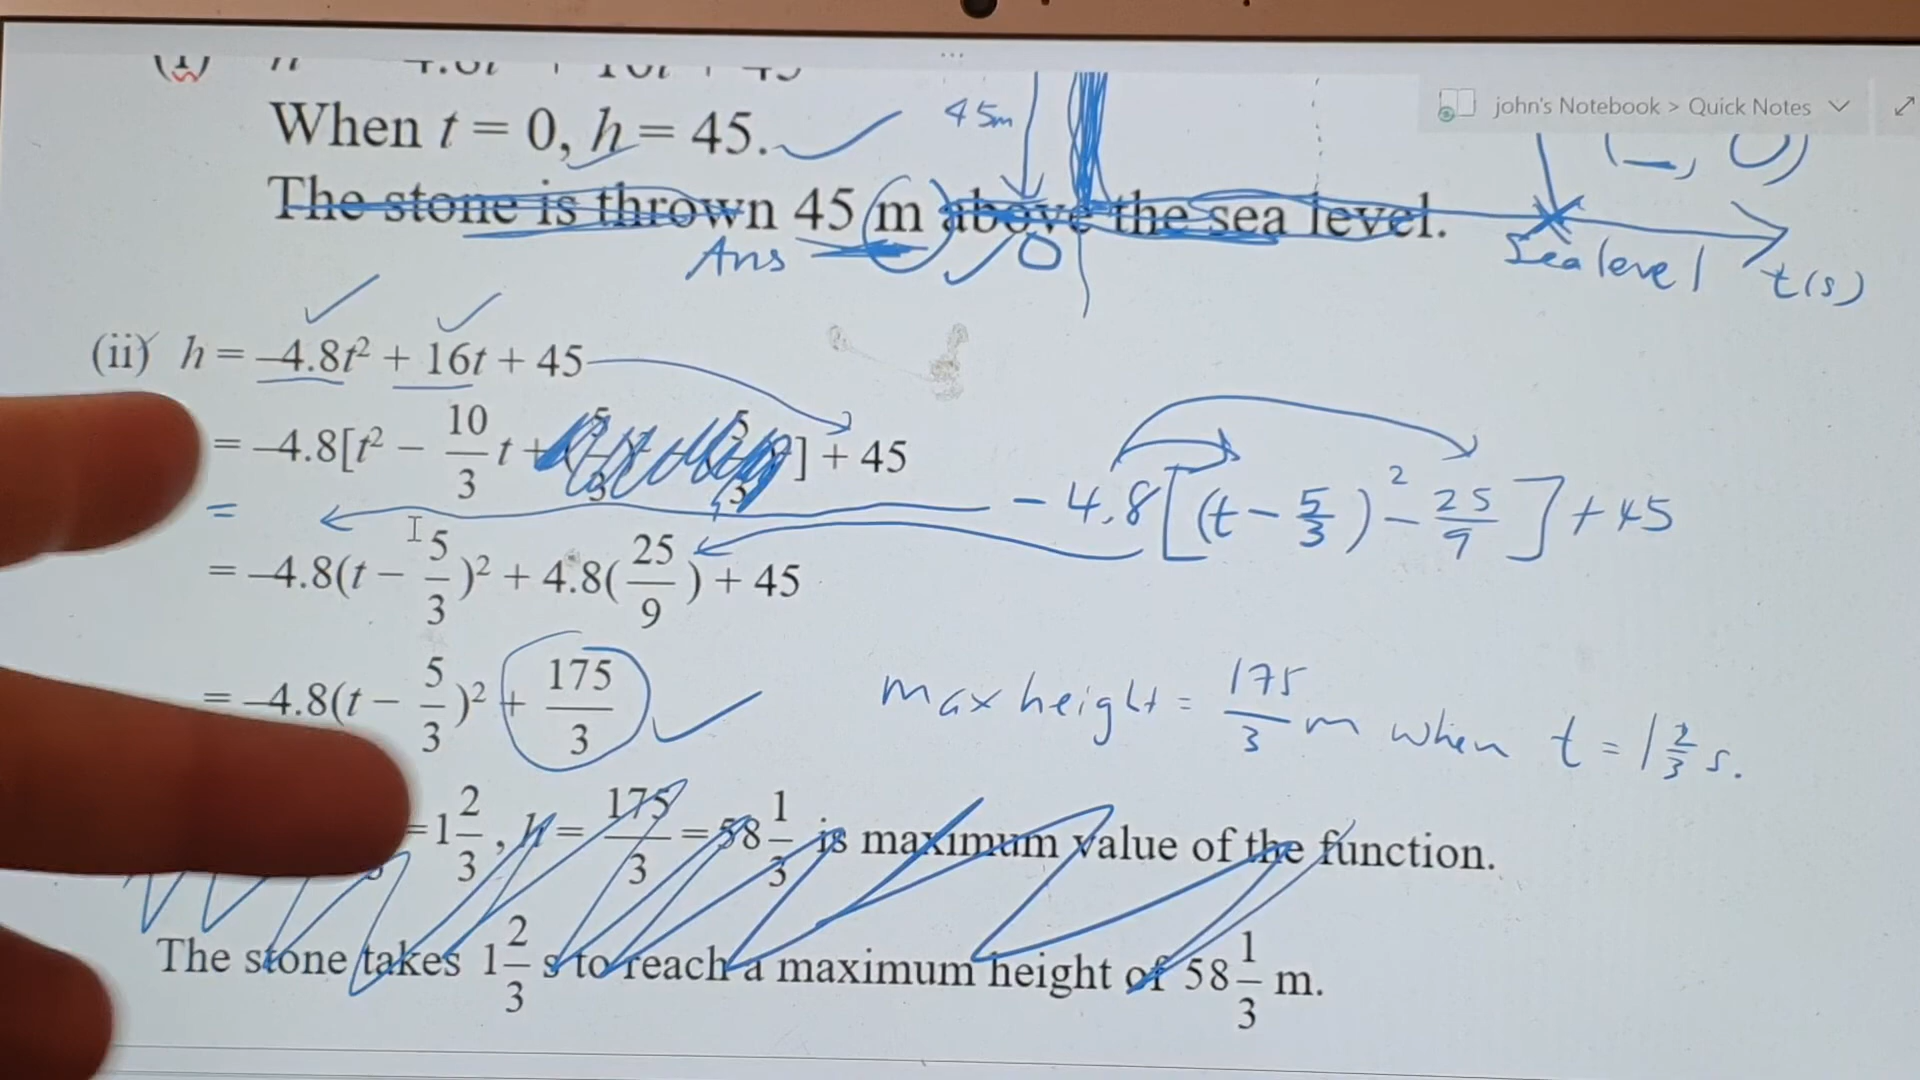 john's Notebook > Quick Notes
When t = 0, h = 45.
45m
The stone is thrown 45 m above the sea level.
Ans
O
Sea level
t(s)
(ii) h = –4.8t² + 16t + 45
= –4.8[t² – 10/3 t + ] + 45
= –4.8[(t – 5/3)² – 25/9] + 45
= –4.8(t – 5/3)² + 4.8(25/9) + 45
= –4.8(t – 5/3)² + 175/3
max height = 175/3 m when t = 1 2/3 s.
= 1 2/3, h = 175/3 = 58 1/3 is maximum value of the function.
The stone takes 1 2/3 s to reach a maximum height of 58 1/3 m.